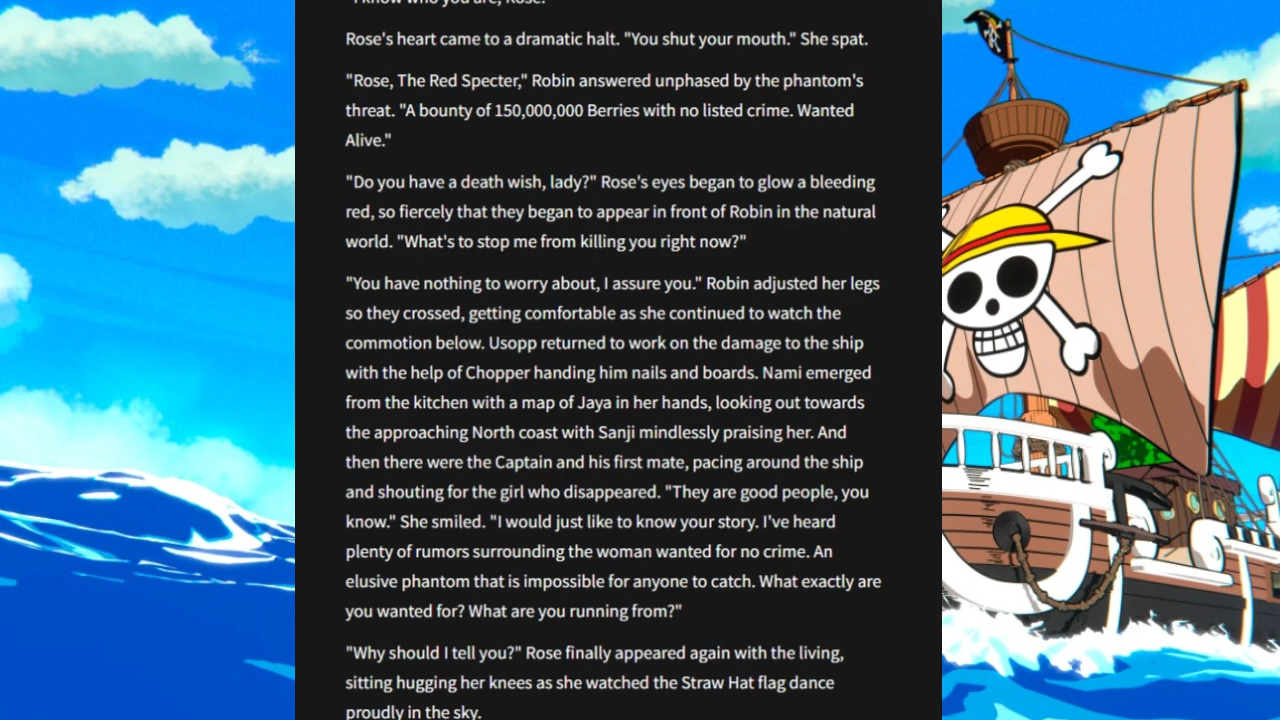 "I know who you are, Rose."
Rose's heart came to a dramatic halt. "You shut your mouth." She spat.
"Rose, The Red Specter," Robin answered unphased by the phantom's
threat. "A bounty of 150,000,000 Berries with no listed crime. Wanted
Alive."
"Do you have a death wish, lady?" Rose's eyes began to glow a bleeding
red, so fiercely that they began to appear in front of Robin in the natural
world. "What's to stop me from killing you right now?"
"You have nothing to worry about, I assure you." Robin adjusted her legs
so they crossed, getting comfortable as she continued to watch the
commotion below. Usopp returned to work on the damage to the ship
with the help of Chopper handing him nails and boards. Nami emerged
from the kitchen with a map of Jaya in her hands, looking out towards
the approaching North coast with Sanji mindlessly praising her. And
then there were the Captain and his first mate, pacing around the ship
and shouting for the girl who disappeared. "They are good people, you
know." She smiled. "I would just like to know your story. I've heard
plenty of rumors surrounding the woman wanted for no crime. An
elusive phantom that is impossible for anyone to catch. What exactly are
you wanted for? What are you running from?"
"Why should I tell you?" Rose finally appeared again with the living,
sitting hugging her knees as she watched the Straw Hat flag dance
proudly in the sky.